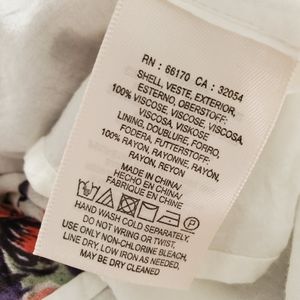 RN : 66170 CA : 32054
SHELL, VESTE, EXTERIOR,
ESTERNO, OBERSTOFF:
100% VISCOSE, VISCOSE, VISCOSA,
VISCOSA, VISKOSE
LINING, DOUBLURE, FORRO,
FODERA, FUTTERSTOFF:
100% RAYON, RAYONNE, RAYON,
RAYON, REYON
MADE IN CHINA/
HECHO EN CHINA/
FABRIQUE EN CHINE
HAND WASH COLD SEPARATELY,
DO NOT WRING OR TWIST,
USE ONLY NON-CHLORINE BLEACH,
LINE DRY, LOW IRON AS NEEDED,
MAY BE DRY CLEANED